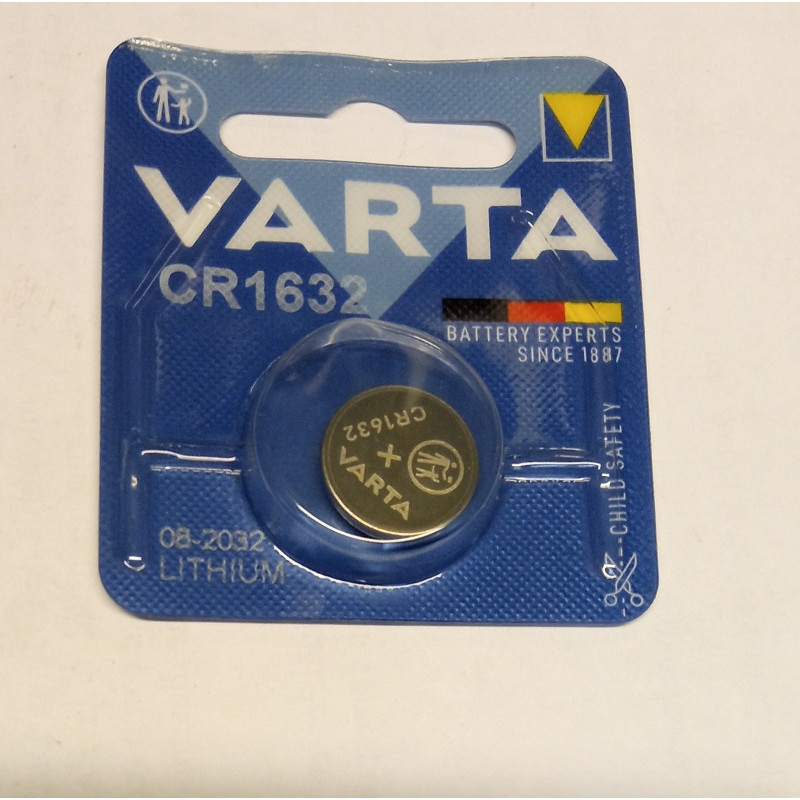 VARTA
CR1632
BATTERY EXPERTS
SINCE 1887
CR1632
+
VARTA
CHILD SAFETY
08-2032
LITHIUM